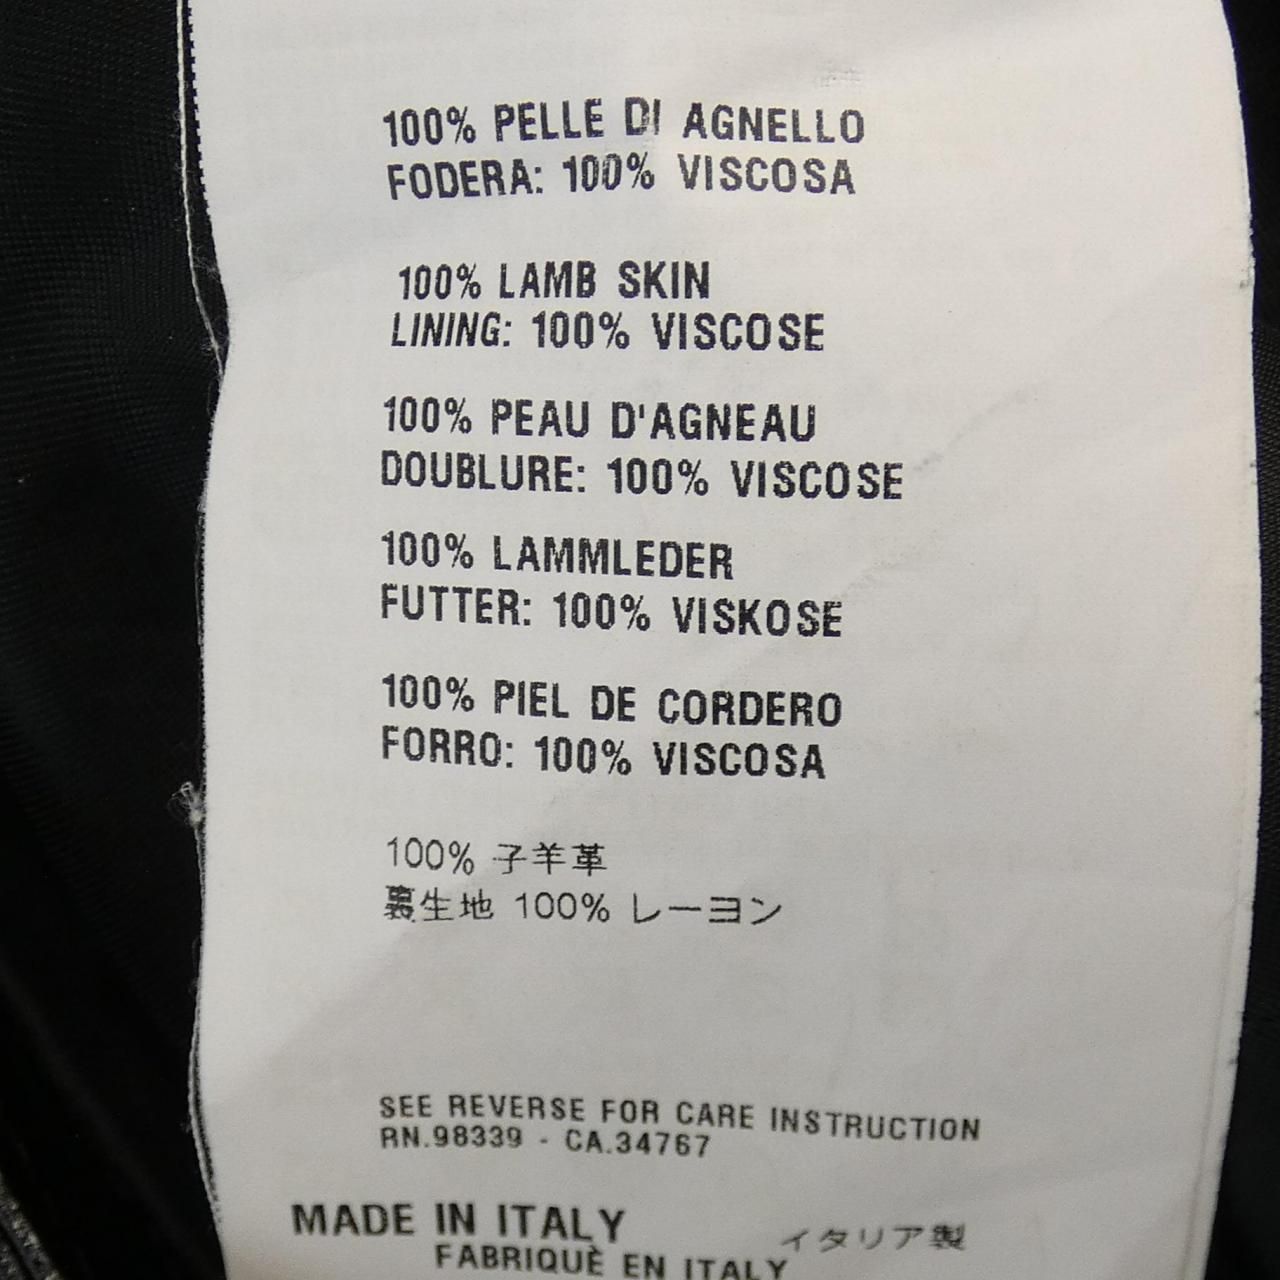 100% PELLE DI AGNELLO
FODERA: 100% VISCOSA
100% LAMB SKIN
LINING: 100% VISCOSE
100% PEAU D'AGNEAU
DOUBLURE: 100% VISCOSE
100% LAMMLEDER
FUTTER: 100% VISKOSE
100% PIEL DE CORDERO
FORRO: 100% VISCOSA
100% 子羊革
裏生地 100% レーヨン
SEE REVERSE FOR CARE INSTRUCTION
RN.98339 - CA.34767
MADE IN ITALY イタリア製
FABRIQUÈ EN ITALY